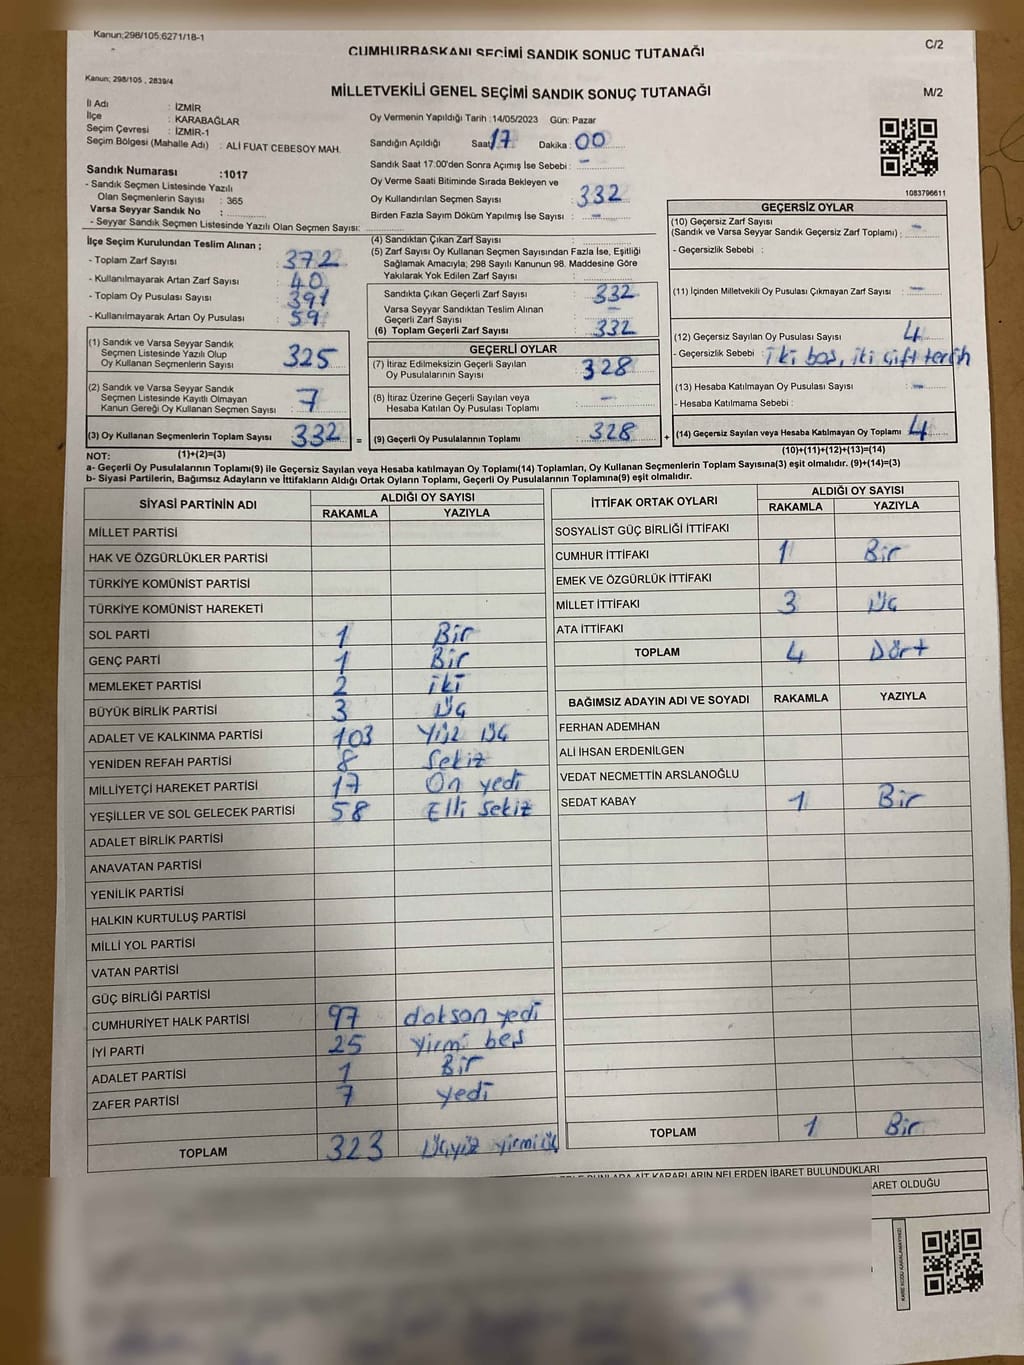 Kanun;298/105;6271/18-1
C/2
CUMHURBAŞKANI SEÇİMİ SANDIK SONUÇ TUTANAĞI
Kanun; 298/105 , 2839/4
MİLLETVEKİLİ GENEL SEÇİMİ SANDIK SONUÇ TUTANAĞI
M/2
İl Adı : İZMİR
İlçe : KARABAĞLAR
Seçim Çevresi : İZMİR-1
Seçim Bölgesi (Mahalle Adı) : ALİ FUAT CEBESOY MAH.
Oy Vermenin Yapıldığı Tarih :14/05/2023 Gün: Pazar
Sandığın Açıldığı Saat 17 Dakika : 00
Sandık Saat 17:00'den Sonra Açımış İse Sebebi : -
Oy Verme Saati Bitiminde Sırada Bekleyen ve
Oy Kullandırılan Seçmen Sayısı : 332
Birden Fazla Sayım Döküm Yapılmış İse Sayısı : -
1083796611
Sandık Numarası :1017
- Sandık Seçmen Listesinde Yazılı
Olan Seçmenlerin Sayısı : 365
Varsa Seyyar Sandık No :
- Seyyar Sandık Seçmen Listesinde Yazılı Olan Seçmen Sayısı:
İlçe Seçim Kurulundan Teslim Alınan ;
- Toplam Zarf Sayısı : 372
- Kullanılmayarak Artan Zarf Sayısı : 40
- Toplam Oy Pusulası Sayısı : 391
- Kullanılmayarak Artan Oy Pusulası : 59
(1) Sandık ve Varsa Seyyar Sandık
Seçmen Listesinde Yazılı Olup
Oy Kullanan Seçmenlerin Sayısı : 325
(2) Sandık ve Varsa Seyyar Sandık
Seçmen Listesinde Kayıtlı Olmayan
Kanun Gereği Oy Kullanan Seçmen Sayısı : 7
(3) Oy Kullanan Seçmenlerin Toplam Sayısı : 332 =
(4) Sandıktan Çıkan Zarf Sayısı :
(5) Zarf Sayısı Oy Kullanan Seçmen Sayısından Fazla İse, Eşitliği
Sağlamak Amacıyla; 298 Sayılı Kanunun 98. Maddesine Göre
Yakılarak Yok Edilen Zarf Sayısı :
Sandıkta Çıkan Geçerli Zarf Sayısı : 332
Varsa Seyyar Sandıktan Teslim Alınan
Geçerli Zarf Sayısı : -
(6) Toplam Geçerli Zarf Sayısı : 332
GEÇERLİ OYLAR
(7) İtiraz Edilmeksizin Geçerli Sayılan
Oy Pusulalarının Sayısı : 328
(8) İtiraz Üzerine Geçerli Sayılan veya
Hesaba Katılan Oy Pusulası Toplamı : -
(9) Geçerli Oy Pusulalarının Toplamı : 328 +
GEÇERSİZ OYLAR
(10) Geçersiz Zarf Sayısı
(Sandık ve Varsa Seyyar Sandık Geçersiz Zarf Toplamı) : -
- Geçersizlik Sebebi :
(11) İçinden Milletvekili Oy Pusulası Çıkmayan Zarf Sayısı : -
(12) Geçersiz Sayılan Oy Pusulası Sayısı : 4
- Geçersizlik Sebebi : iki boş, iki çift tercih
(13) Hesaba Katılmayan Oy Pusulası Sayısı : -
- Hesaba Katılmama Sebebi :
(14) Geçersiz Sayılan veya Hesaba Katılmayan Oy Toplamı : 4
NOT: (1)+(2)=(3)
(10)+(11)+(12)+(13)=(14)
a- Geçerli Oy Pusulalarının Toplamı(9) ile Geçersiz Sayılan veya Hesaba katılmayan Oy Toplamı(14) Toplamları, Oy Kullanan Seçmenlerin Toplam Sayısına(3) eşit olmalıdır. (9)+(14)=(3)
b- Siyasi Partilerin, Bağımsız Adayların ve İttifakların Aldığı Ortak Oyların Toplamı, Geçerli Oy Pusulalarının Toplamına(9) eşit olmalıdır.
SİYASİ PARTİNİN ADI ALDIĞI OY SAYISI
RAKAMLA YAZIYLA
MİLLET PARTİSİ
HAK VE ÖZGÜRLÜKLER PARTİSİ
TÜRKİYE KOMÜNİST PARTİSİ
TÜRKİYE KOMÜNİST HAREKETİ
SOL PARTİ 1 Bir
GENÇ PARTİ 1 Bir
MEMLEKET PARTİSİ 2 iki
BÜYÜK BİRLİK PARTİSİ 3 Üç
ADALET VE KALKINMA PARTİSİ 103 Yüz Üç
YENİDEN REFAH PARTİSİ 8 Sekiz
MİLLİYETÇİ HAREKET PARTİSİ 17 On yedi
YEŞİLLER VE SOL GELECEK PARTİSİ 58 Elli Sekiz
ADALET BİRLİK PARTİSİ
ANAVATAN PARTİSİ
YENİLİK PARTİSİ
HALKIN KURTULUŞ PARTİSİ
MİLLİ YOL PARTİSİ
VATAN PARTİSİ
GÜÇ BİRLİĞİ PARTİSİ
CUMHURİYET HALK PARTİSİ 97 doksan yedi
İYİ PARTİ 25 Yirmi beş
ADALET PARTİSİ 1 Bir
ZAFER PARTİSİ 7 yedi
TOPLAM 323 Üçyüz yirmi üç
İTTİFAK ORTAK OYLARI ALDIĞI OY SAYISI
RAKAMLA YAZIYLA
SOSYALİST GÜÇ BİRLİĞİ İTTİFAKI
CUMHUR İTTİFAKI 1 Bir
EMEK VE ÖZGÜRLÜK İTTİFAKI
MİLLET İTTİFAKI 3 Üç
ATA İTTİFAKI
TOPLAM 4 Dört
BAĞIMSIZ ADAYIN ADI VE SOYADI RAKAMLA YAZIYLA
FERHAN ADEMHAN
ALİ İHSAN ERDENİLGEN
VEDAT NECMETTİN ARSLANOĞLU
SEDAT KABAY 1 Bir
TOPLAM 1 Bir
BUNLARA AİT KARARLARIN NELERDEN İBARET BULUNDUKLARI
ARET OLDUĞU